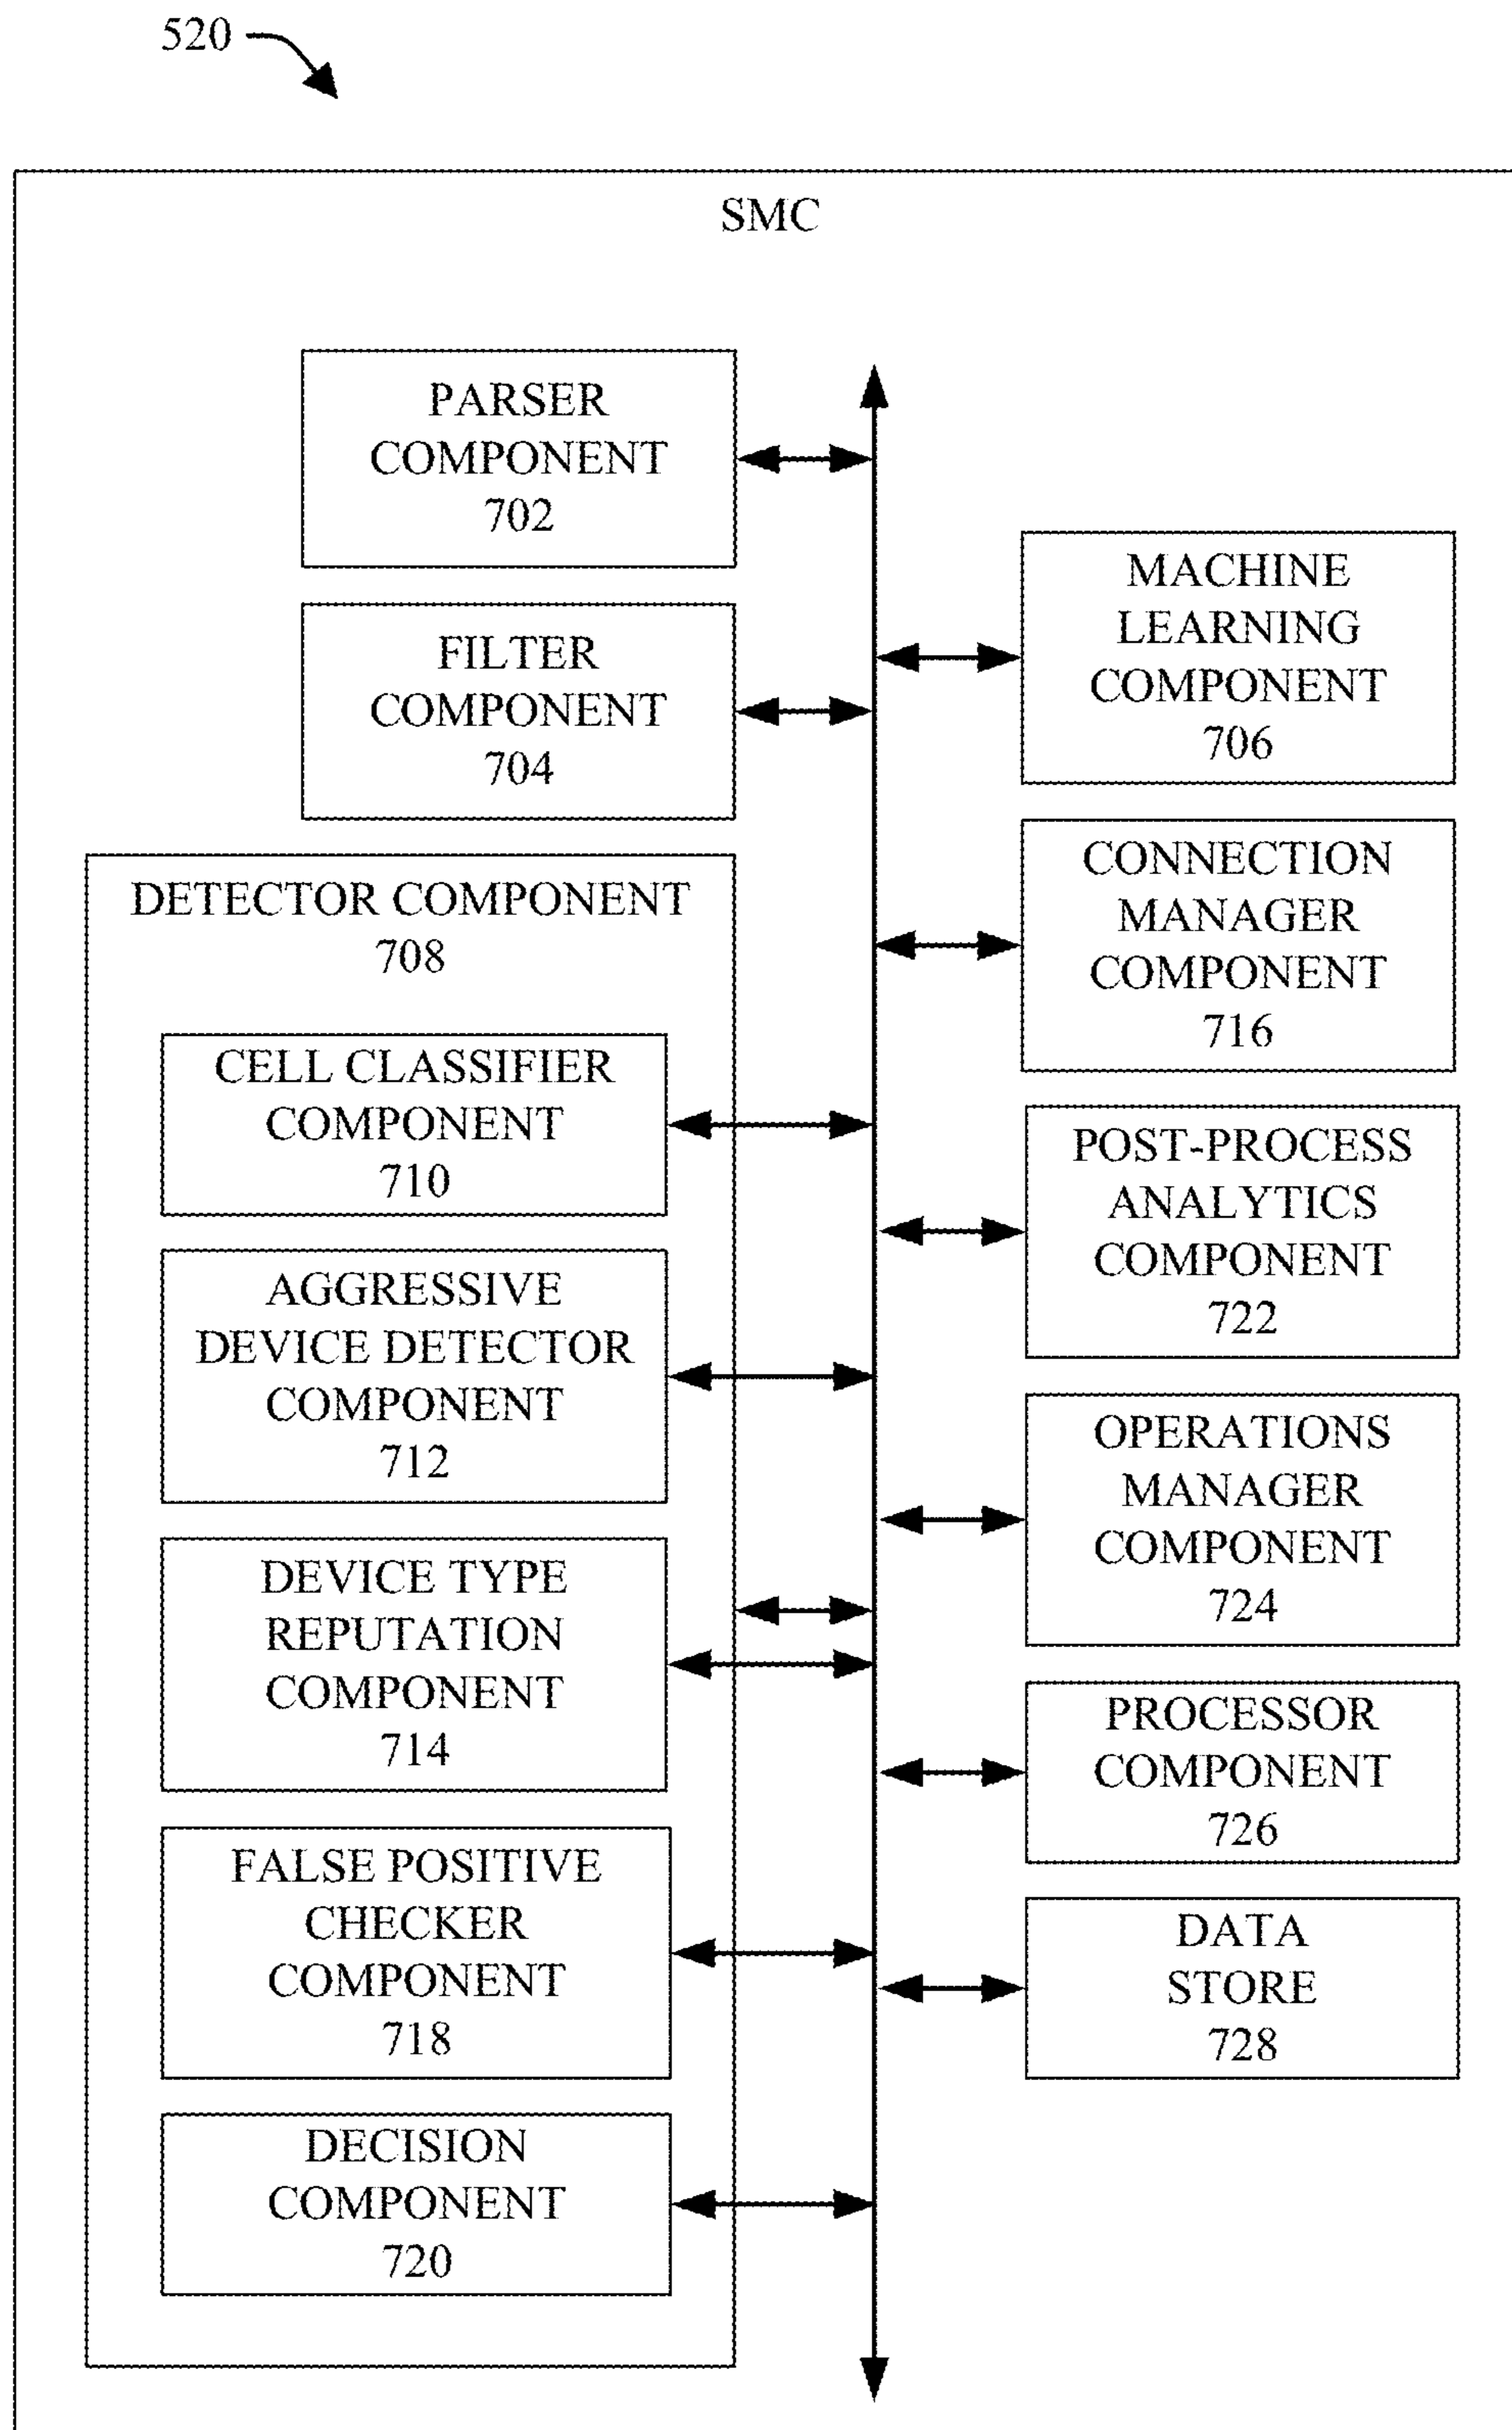 520
SMC
PARSER
COMPONENT
702
FILTER
COMPONENT
704
DETECTOR COMPONENT
708
CELL CLASSIFIER
COMPONENT
710
AGGRESSIVE
DEVICE DETECTOR
COMPONENT
712
DEVICE TYPE
REPUTATION
COMPONENT
714
FALSE POSITIVE
CHECKER
COMPONENT
718
DECISION
COMPONENT
720
MACHINE
LEARNING
COMPONENT
706
CONNECTION
MANAGER
COMPONENT
716
POST-PROCESS
ANALYTICS
COMPONENT
722
OPERATIONS
MANAGER
COMPONENT
724
PROCESSOR
COMPONENT
726
DATA
STORE
728